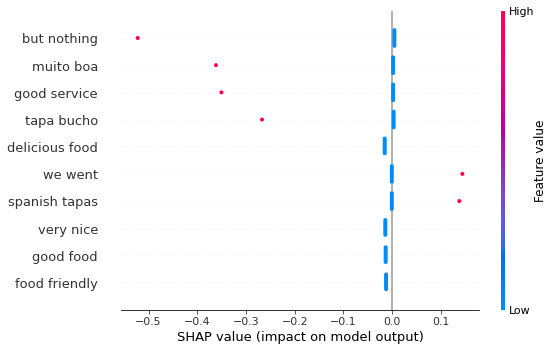 High
but nothing
muito boa
good service
tapa bucho
delicious food
we went
spanish tapas
very nice
good food
food friendly
Feature value
Low
−0.5 −0.4 −0.3 −0.2 −0.1 0.0 0.1
SHAP value (impact on model output)